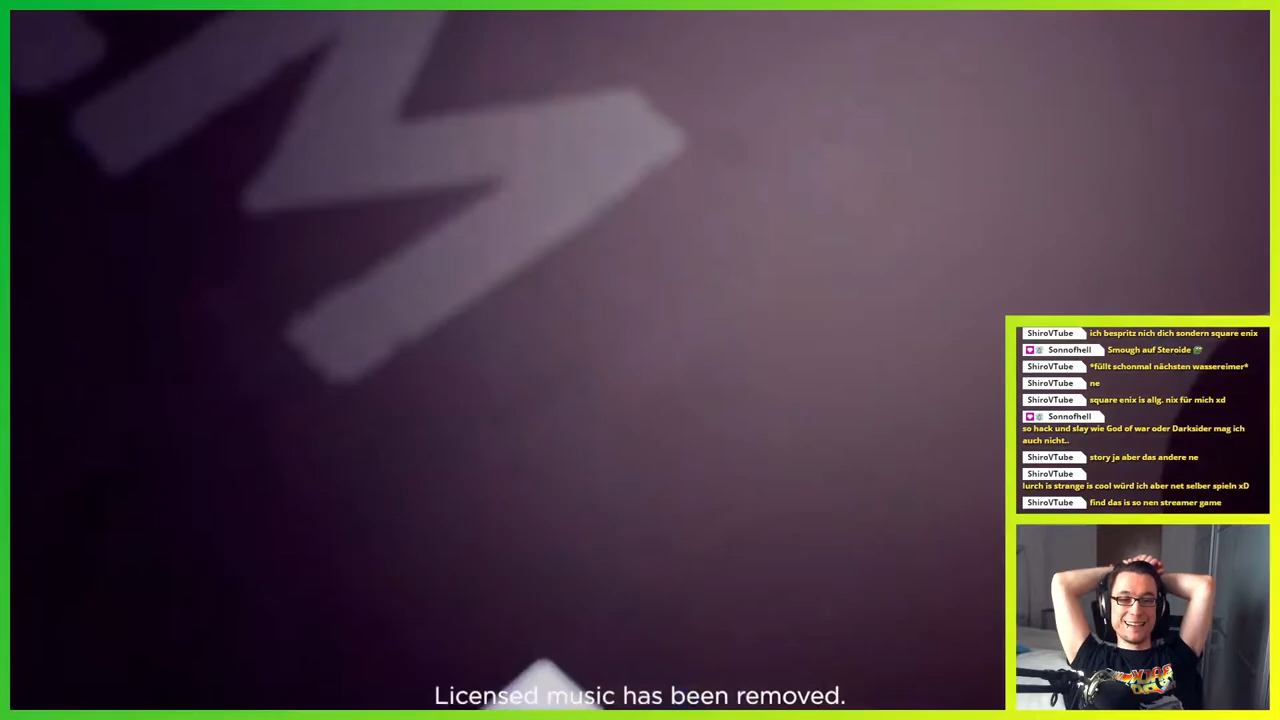 M
ShiroVTube ich bespritz nich dich sondern square enix
Sonnofhell Smough auf Steroide
ShiroVTube *füllt schonmal nächsten wassereimer*
ShiroVTube ne
ShiroVTube square enix is allg. nix für mich xd
Sonnofhell
so hack und slay wie God of war oder Darksider mag ich
auch nicht..
ShiroVTube story ja aber das andere ne
ShiroVTube
lurch is strange is cool würd ich aber net selber spieln xD
ShiroVTube find das is so nen streamer game
Licensed music has been removed.